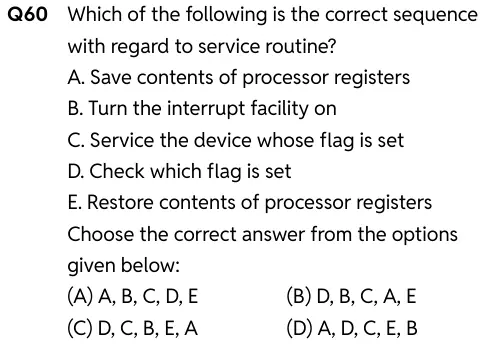 Q60 Which of the following is the correct sequence
with regard to service routine?
A. Save contents of processor registers
B. Turn the interrupt facility on
C. Service the device whose flag is set
D. Check which flag is set
E. Restore contents of processor registers
Choose the correct answer from the options
given below:
(A) A, B, C, D, E (B) D, B, C, A, E
(C) D, C, B, E, A (D) A, D, C, E, B